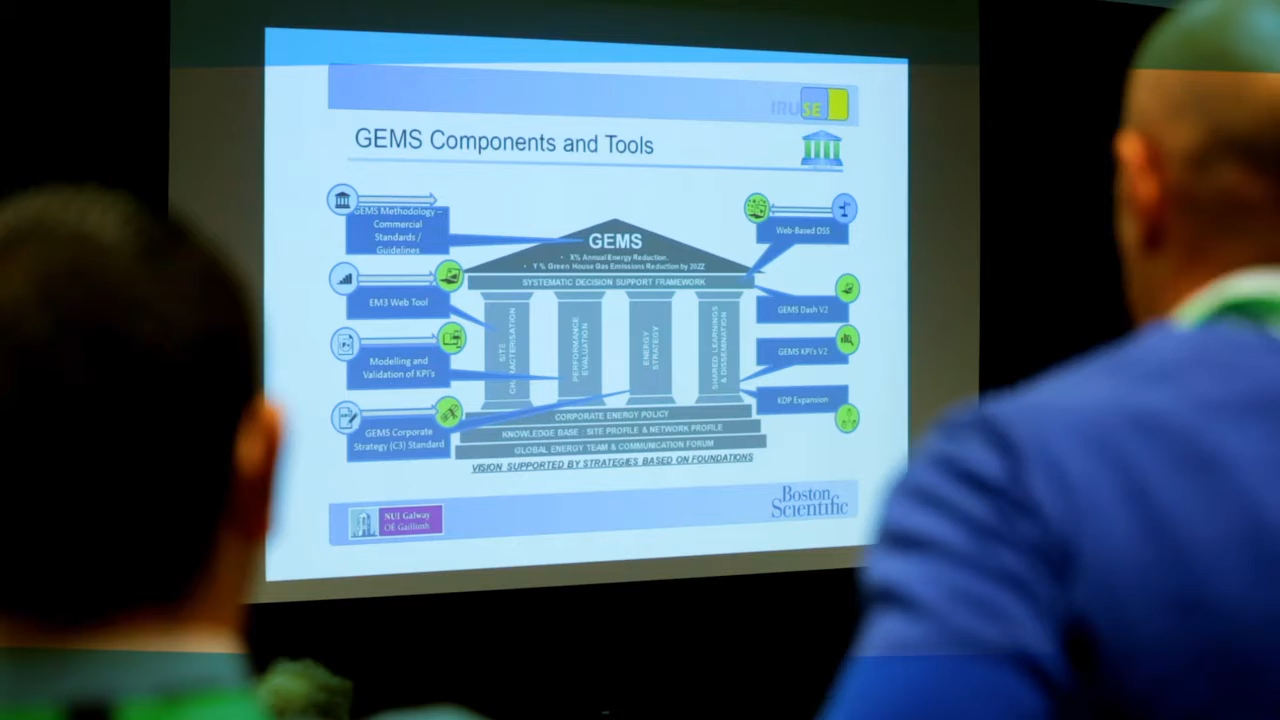 IRUSE
GEMS Components and Tools
GEMS Methodology –
Commercial
Standards /
Guidelines
EM3 Web Tool
Modelling and
Validation of KPI's
GEMS Corporate
Strategy (C3) Standard
GEMS
• X% Annual Energy Reduction.
• Y % Green House Gas Emissions Reduction by 2022
SYSTEMATIC DECISION SUPPORT FRAMEWORK
SITE
CHARACTERISATION
PERFORMANCE
EVALUATION
ENERGY
STRATEGY
SHARED LEARNINGS
& DISSEMINATION
CORPORATE ENERGY POLICY
KNOWLEDGE BASE : SITE PROFILE & NETWORK PROFILE
GLOBAL ENERGY TEAM & COMMUNICATION FORUM
VISION SUPPORTED BY STRATEGIES BASED ON FOUNDATIONS
Web-Based DSS
GEMS Dash V2
GEMS KPI's V2
KDP Expansion
NUI Galway
OÉ Gaillimh
Boston
Scientific